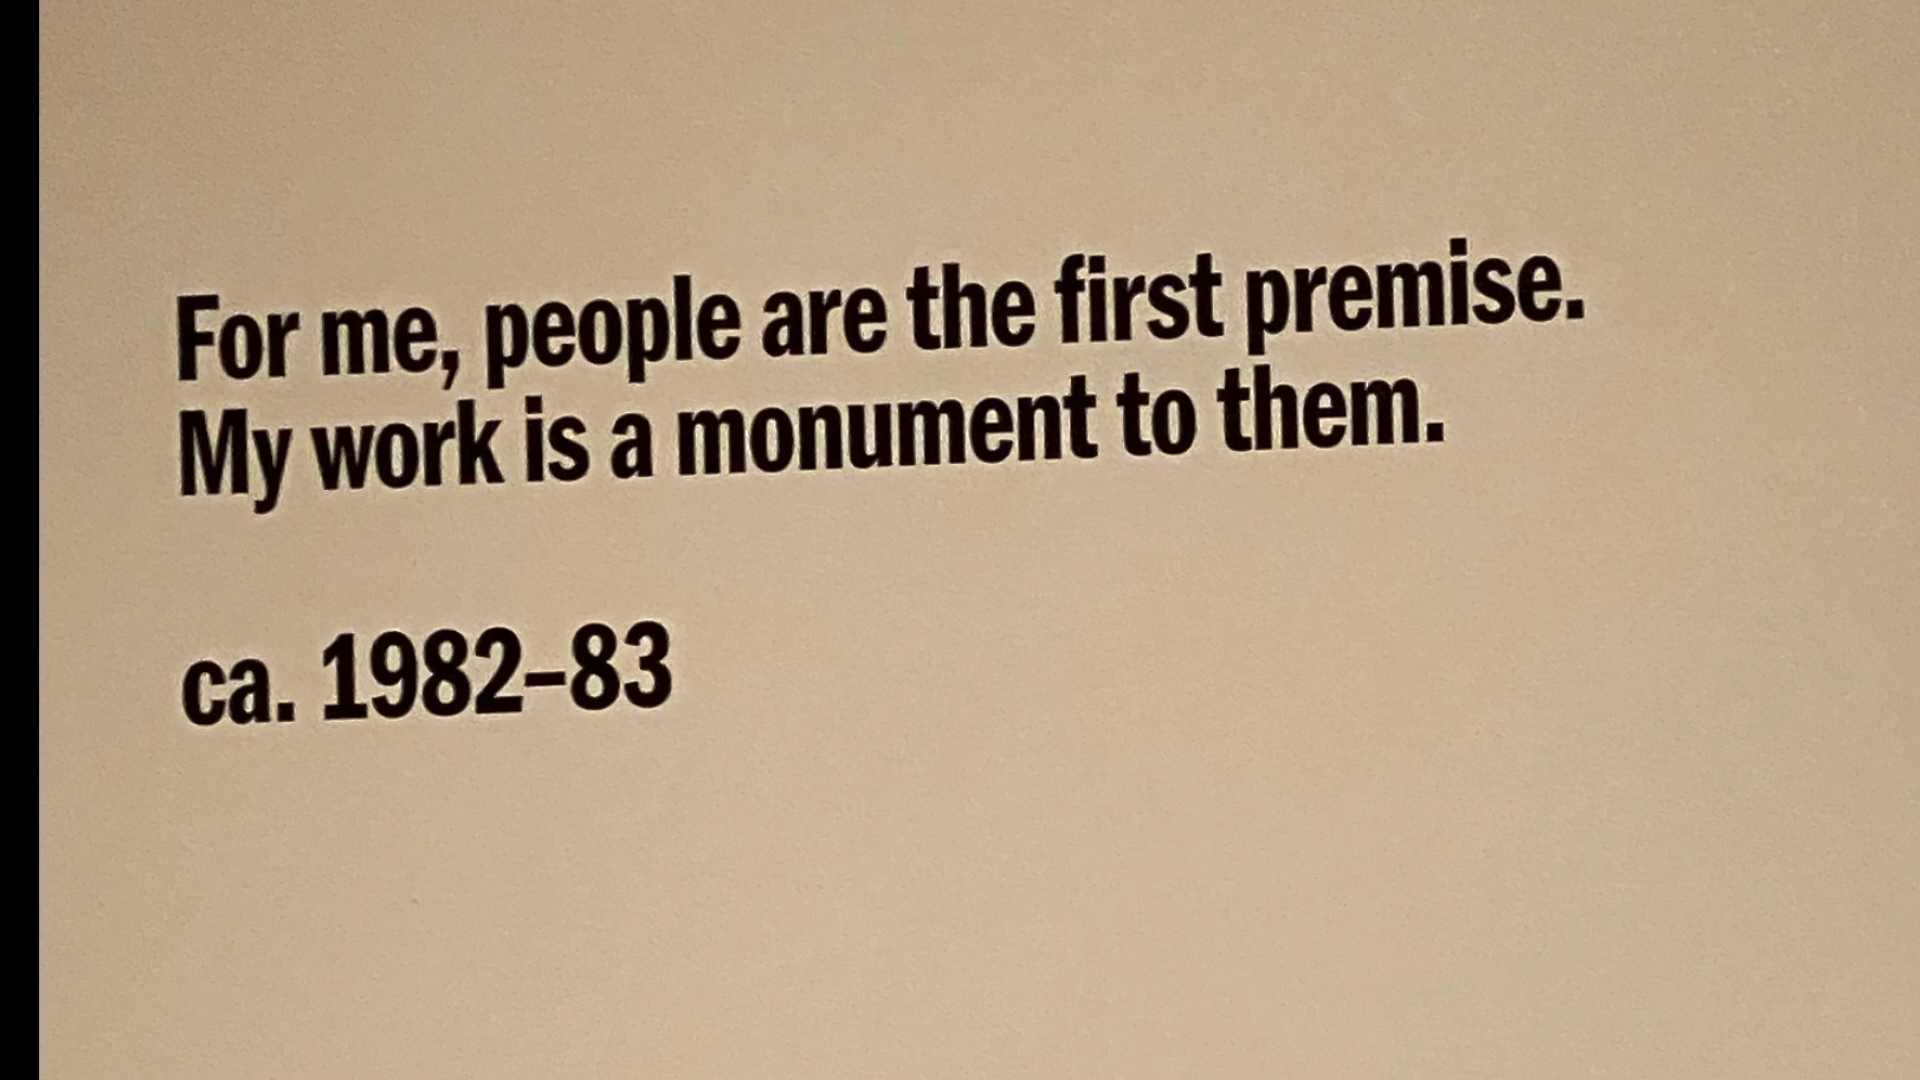 For me, people are the first premise.
My work is a monument to them.
ca. 1982–83